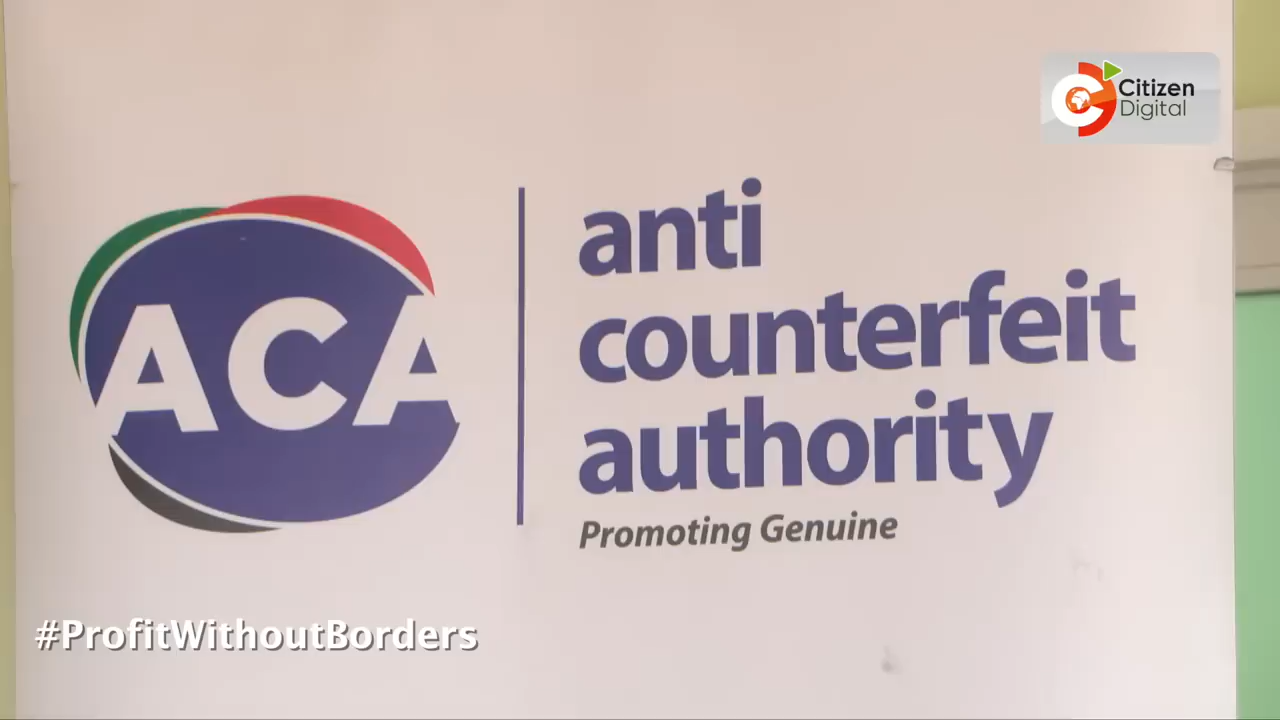 Citizen
Digital
ACA
anti
counterfeit
authority
Promoting Genuine
#ProfitWithoutBorders